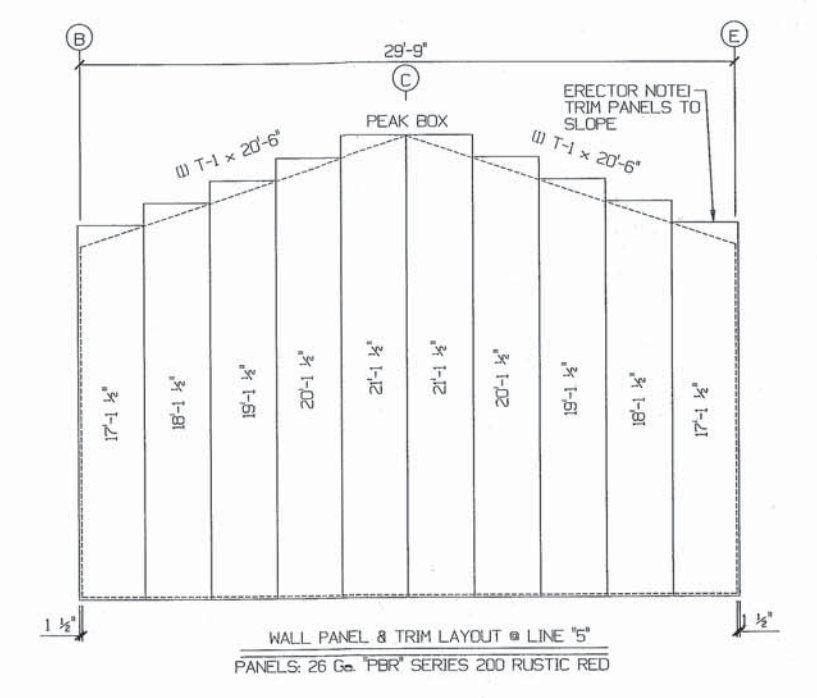 B
E
29'-9"
C
ERECTOR NOTE!
TRIM PANELS TO
SLOPE
PEAK BOX
(1) T-1 x 20'-6"
(1) T-1 x 20'-6"
17'-1 ½"
18'-1 ½"
19'-1 ½"
20'-1 ½"
21'-1 ½"
21'-1 ½"
20'-1 ½"
19'-1 ½"
18'-1 ½"
17'-1 ½"
1 ½"
1 ½"
WALL PANEL & TRIM LAYOUT @ LINE "5"
PANELS: 26 Ga. "PBR" SERIES 200 RUSTIC RED